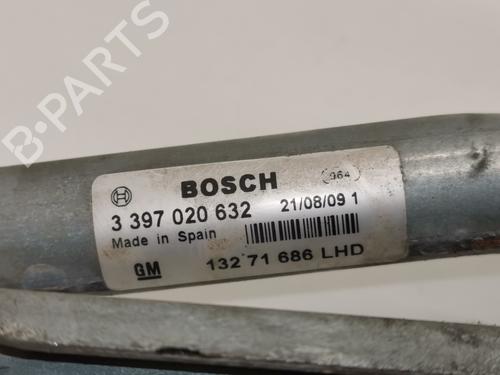 B-PARTS
BOSCH
964
3 397 020 632
21/08/09 1
Made in Spain
GM
132 71 686 LHD